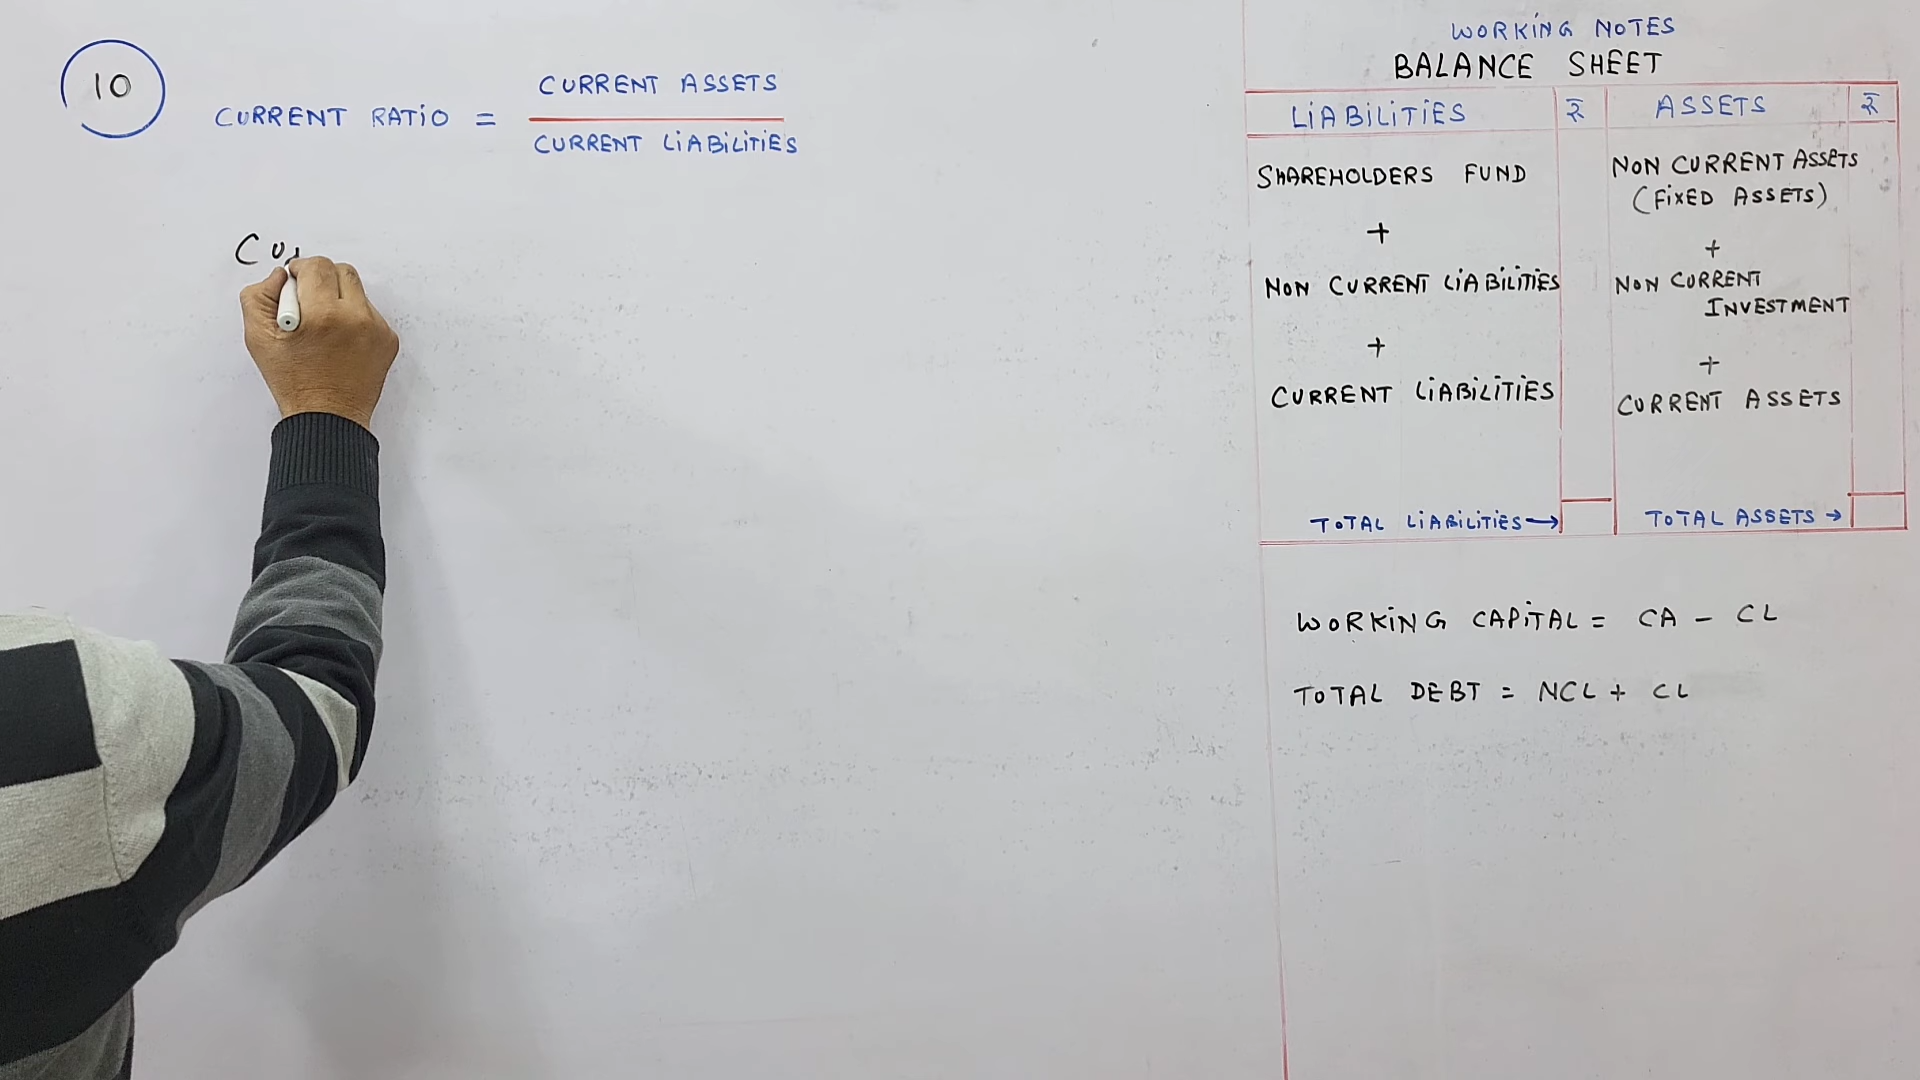 10
CURRENT RATIO = CURRENT ASSETS
CURRENT LIABILITIES
Cu
WORKING NOTES
BALANCE SHEET
LIABILITIES ₹ ASSETS ₹
SHAREHOLDERS FUND
+
NON CURRENT LIABILITIES
+
CURRENT LIABILITIES
TOTAL LIABILITIES →
NON CURRENT ASSETS
(FIXED ASSETS)
+
NON CURRENT
INVESTMENT
+
CURRENT ASSETS
TOTAL ASSETS →
WORKING CAPITAL = CA - CL
TOTAL DEBT = NCL + CL